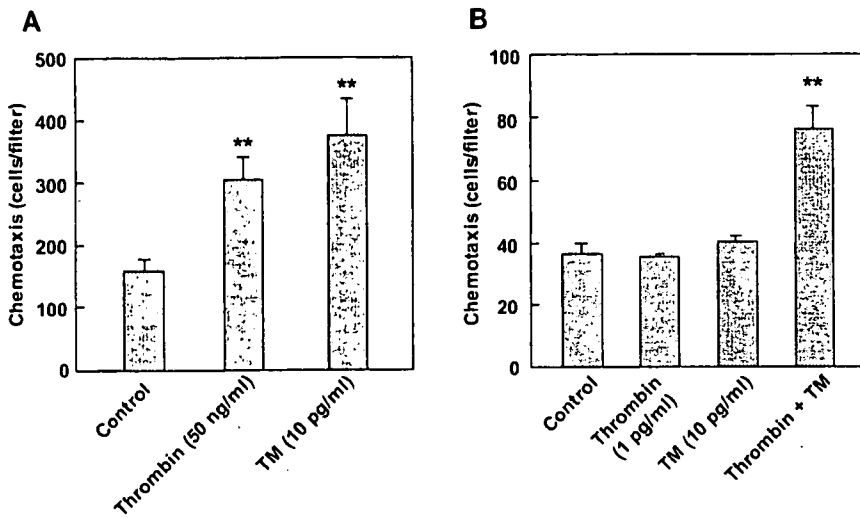 A
Chemotaxis (cells/filter)
500
400
300
200
100
0
**
**
Control
Thrombin (50 ng/ml)
TM (10 pg/ml)
B
Chemotaxis (cells/filter)
100
80
60
40
20
0
**
Control
Thrombin
(1 pg/ml)
TM (10 pg/ml)
Thrombin + TM